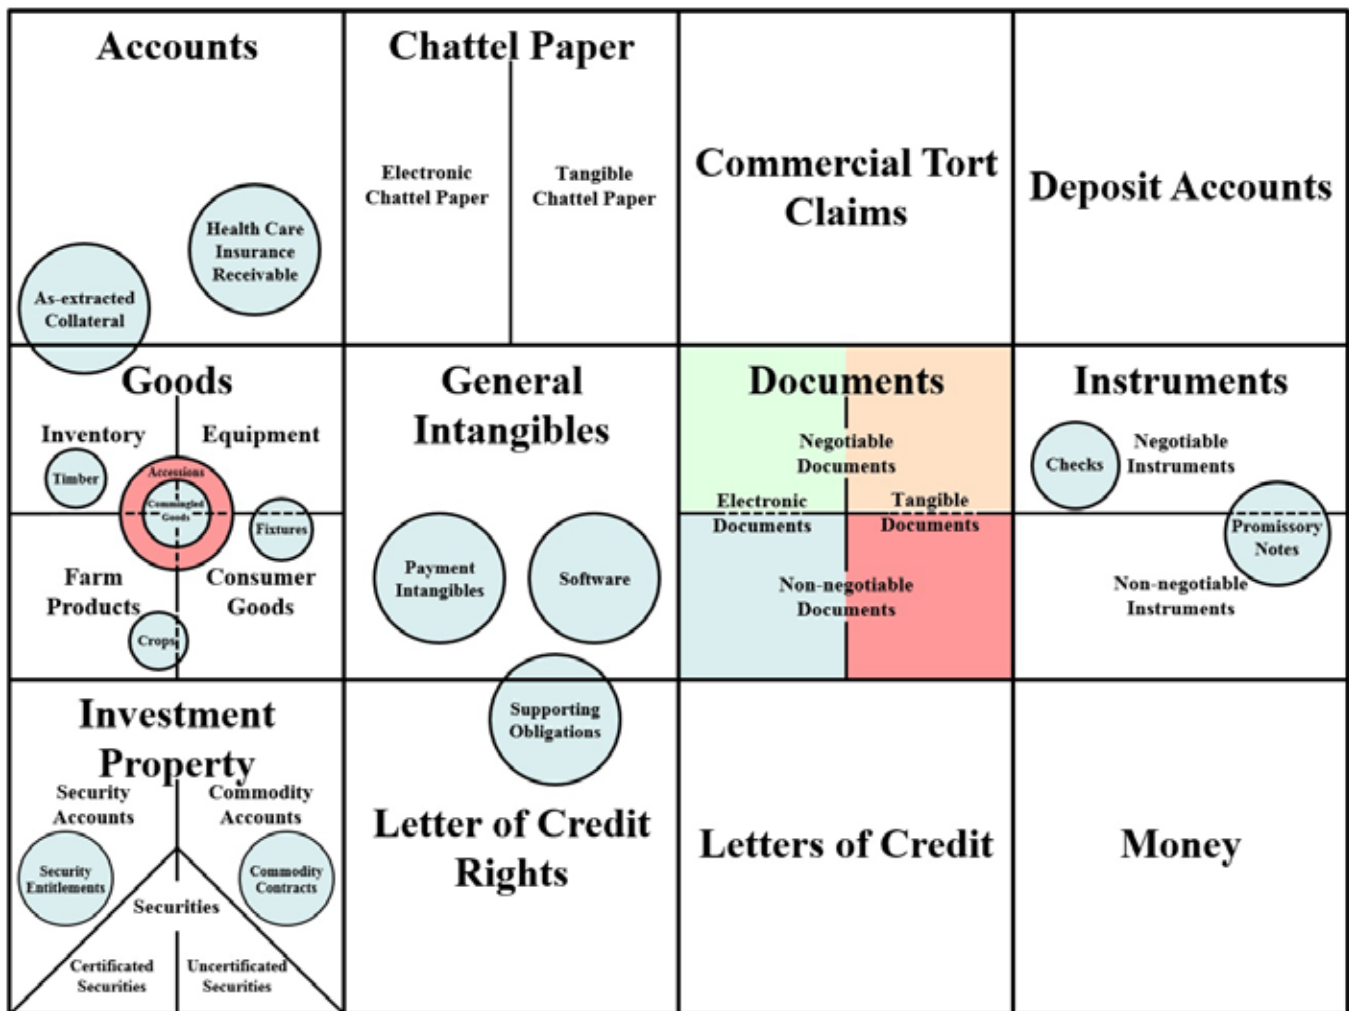 Accounts
Health Care
Insurance
Receivable
As-extracted
Collateral
Chattel Paper
Electronic
Chattel Paper
Tangible
Chattel Paper
Commercial Tort
Claims
Deposit Accounts
Goods
Inventory
Equipment
Timber
Accessions
Commingled
Goods
Fixtures
Farm
Products
Consumer
Goods
Crops
General
Intangibles
Payment
Intangibles
Software
Supporting
Obligations
Documents
Negotiable
Documents
Electronic
Documents
Tangible
Documents
Non-negotiable
Documents
Instruments
Checks
Negotiable
Instruments
Promissory
Notes
Non-negotiable
Instruments
Investment
Property
Security
Accounts
Commodity
Accounts
Security
Entitlements
Commodity
Contracts
Securities
Certificated
Securities
Uncertificated
Securities
Letter of Credit
Rights
Letters of Credit
Money